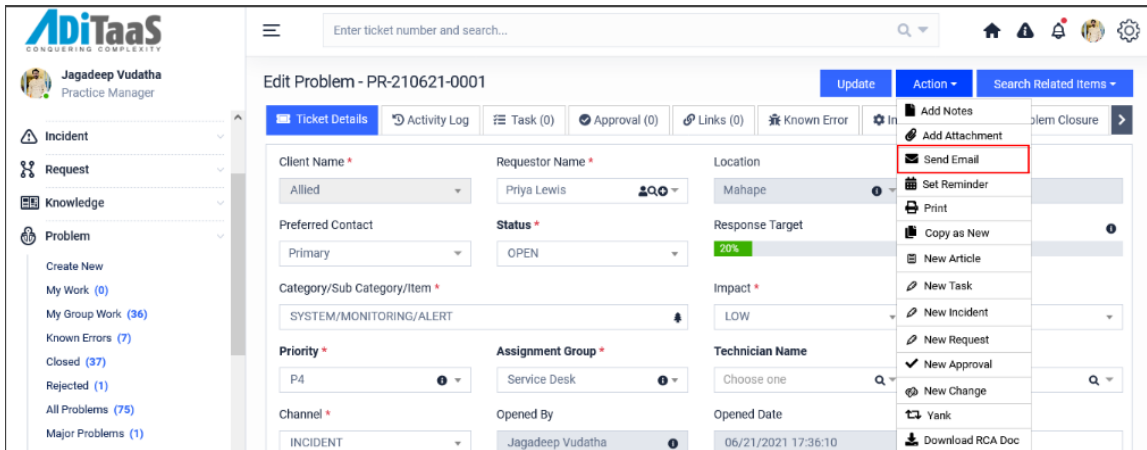 ADiTaaS
CONQUERING COMPLEXITY
Enter ticket number and search...
Jagadeep Vudatha
Practice Manager
Incident
Request
Knowledge
Problem
Create New
My Work (0)
My Group Work (36)
Known Errors (7)
Closed (37)
Rejected (1)
All Problems (75)
Major Problems (1)
Edit Problem - PR-210621-0001
Update
Action
Search Related Items
Ticket Details
Activity Log
Task (0)
Approval (0)
Links (0)
Known Error
In
blem Closure
Add Notes
Add Attachment
Send Email
Set Reminder
Print
Copy as New
New Article
New Task
New Incident
New Request
New Approval
New Change
Yank
Download RCA Doc
Client Name *
Requestor Name *
Location
Allied
Priya Lewis
Mahape
Preferred Contact
Status *
Response Target
Primary
OPEN
20%
Category/Sub Category/Item *
Impact *
SYSTEM/MONITORING/ALERT
LOW
Priority *
Assignment Group *
Technician Name
P4
Service Desk
Choose one
Channel *
Opened By
Opened Date
INCIDENT
Jagadeep Vudatha
06/21/2021 17:36:10